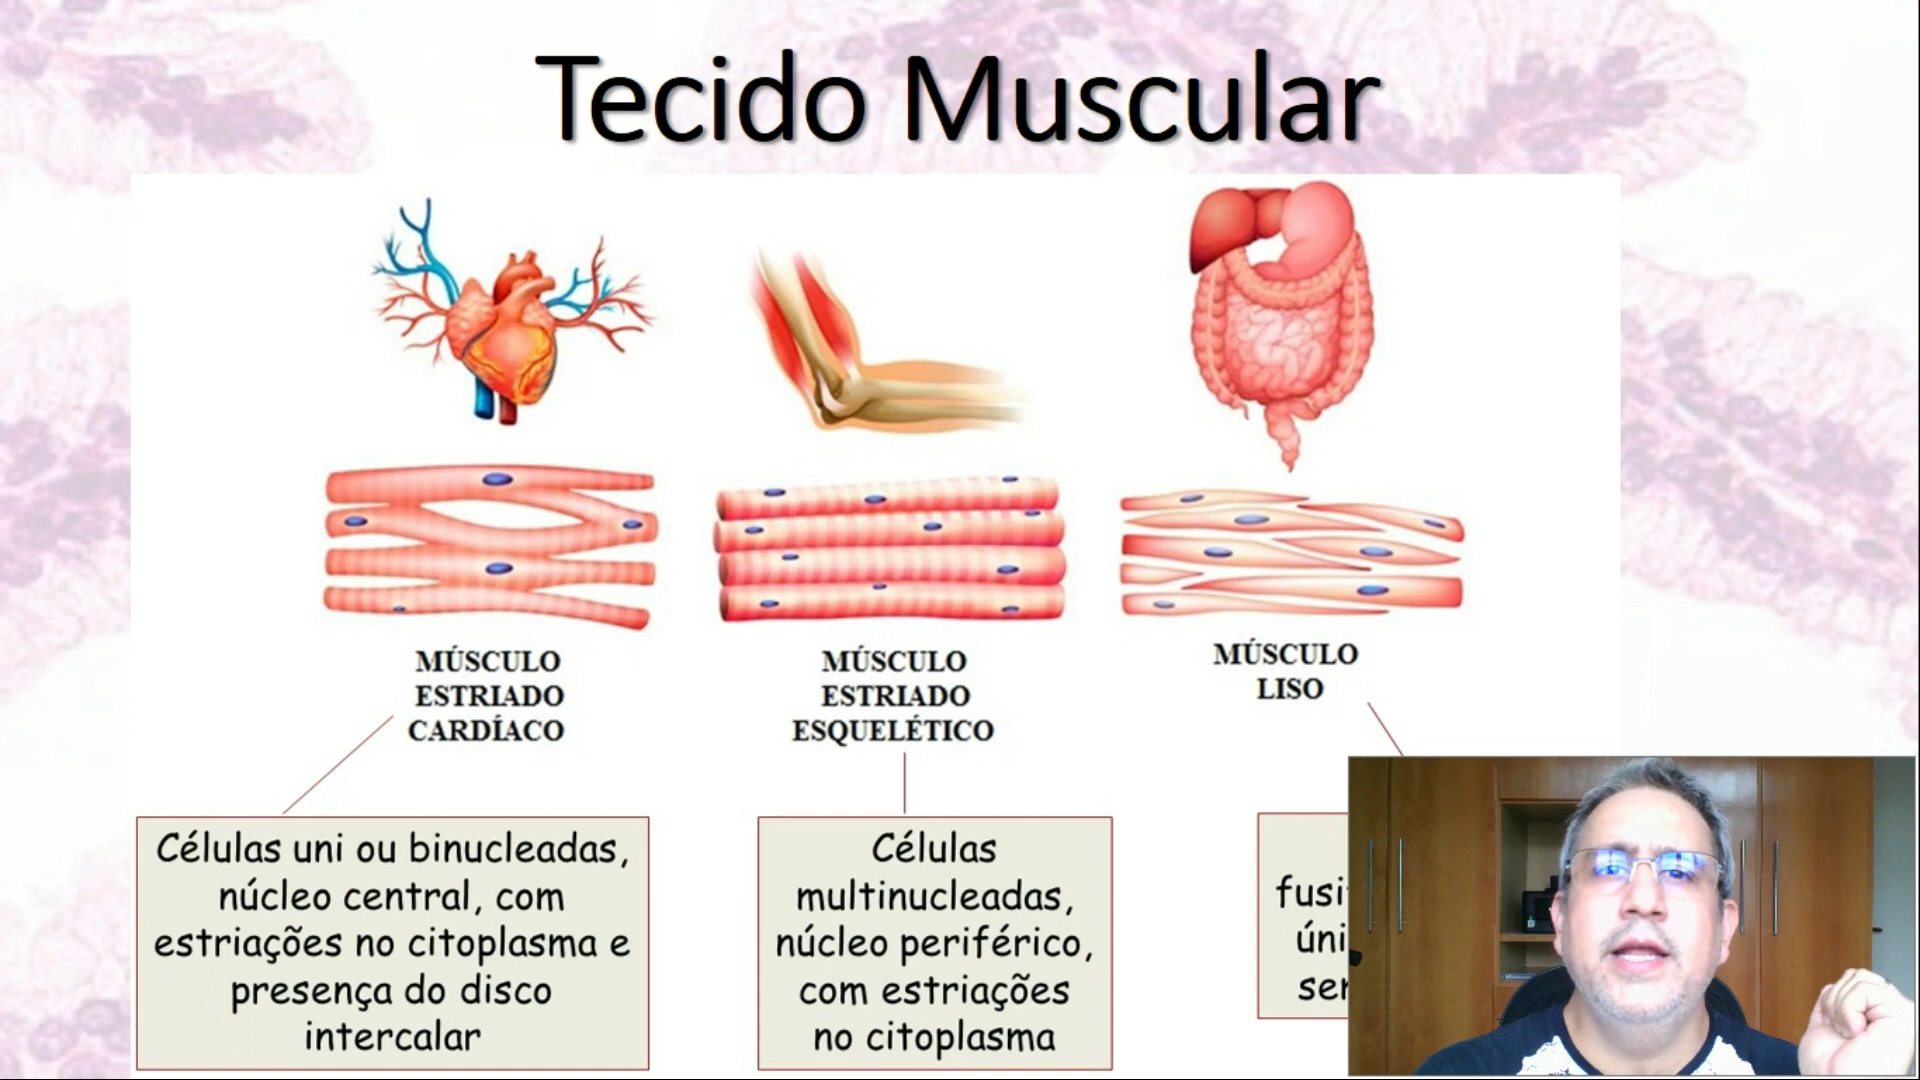 Tecido Muscular
MÚSCULO
ESTRIADO
CARDÍACO
MÚSCULO
ESTRIADO
ESQUELÉTICO
MÚSCULO
LISO
Células uni ou binucleadas,
núcleo central, com
estriações no citoplasma e
presença do disco
intercalar
Células
multinucleadas,
núcleo periférico,
com estriações
no citoplasma